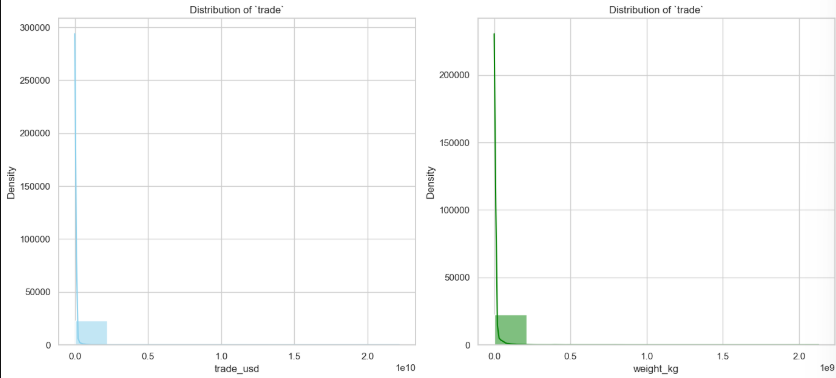 Distribution of `trade`
300000
250000
200000
150000
100000
50000
0
Density
0.0 0.5 1.0 1.5 2.0
1e10
trade_usd
Distribution of `trade`
200000
150000
100000
50000
0
Density
0.0 0.5 1.0 1.5 2.0
1e9
weight_kg